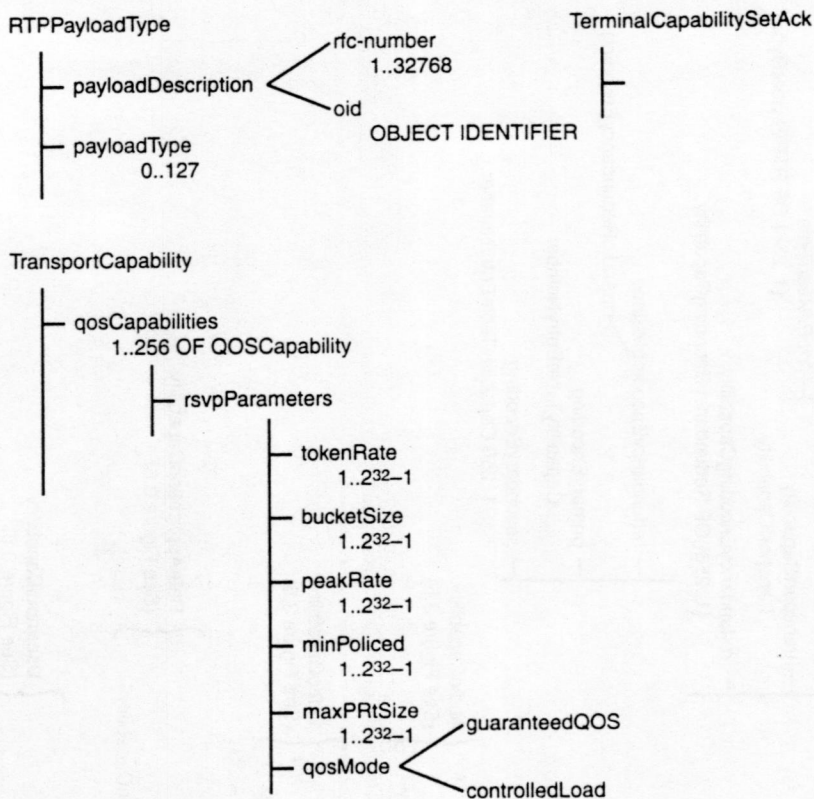 RTPPayloadType
payloadDescription
rfc-number
1..32768
oid
OBJECT IDENTIFIER
payloadType
0..127
TerminalCapabilitySetAck
TransportCapability
qosCapabilities
1..256 OF QOSCapability
rsvpParameters
tokenRate
1..2³²–1
bucketSize
1..2³²–1
peakRate
1..2³²–1
minPoliced
1..2³²–1
maxPRtSize
1..2³²–1
qosMode
guaranteedQOS
controlledLoad